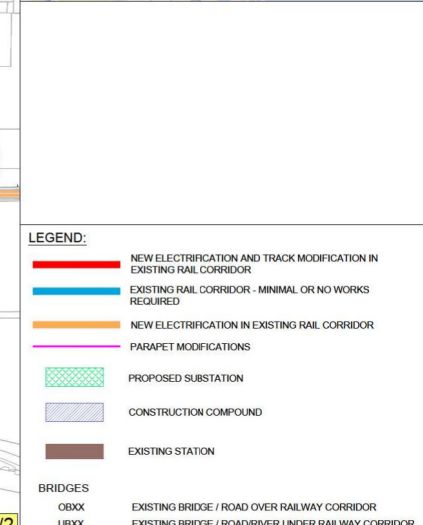 LEGEND:
NEW ELECTRIFICATION AND TRACK MODIFICATION IN
EXISTING RAIL CORRIDOR
EXISTING RAIL CORRIDOR - MINIMAL OR NO WORKS
REQUIRED
NEW ELECTRIFICATION IN EXISTING RAIL CORRIDOR
PARAPET MODIFICATIONS
PROPOSED SUBSTATION
CONSTRUCTION COMPOUND
EXISTING STATION
BRIDGES
OBXX EXISTING BRIDGE / ROAD OVER RAILWAY CORRIDOR
UBXX EXISTING BRIDGE / ROAD/RIVER UNDER RAILWAY CORRIDOR